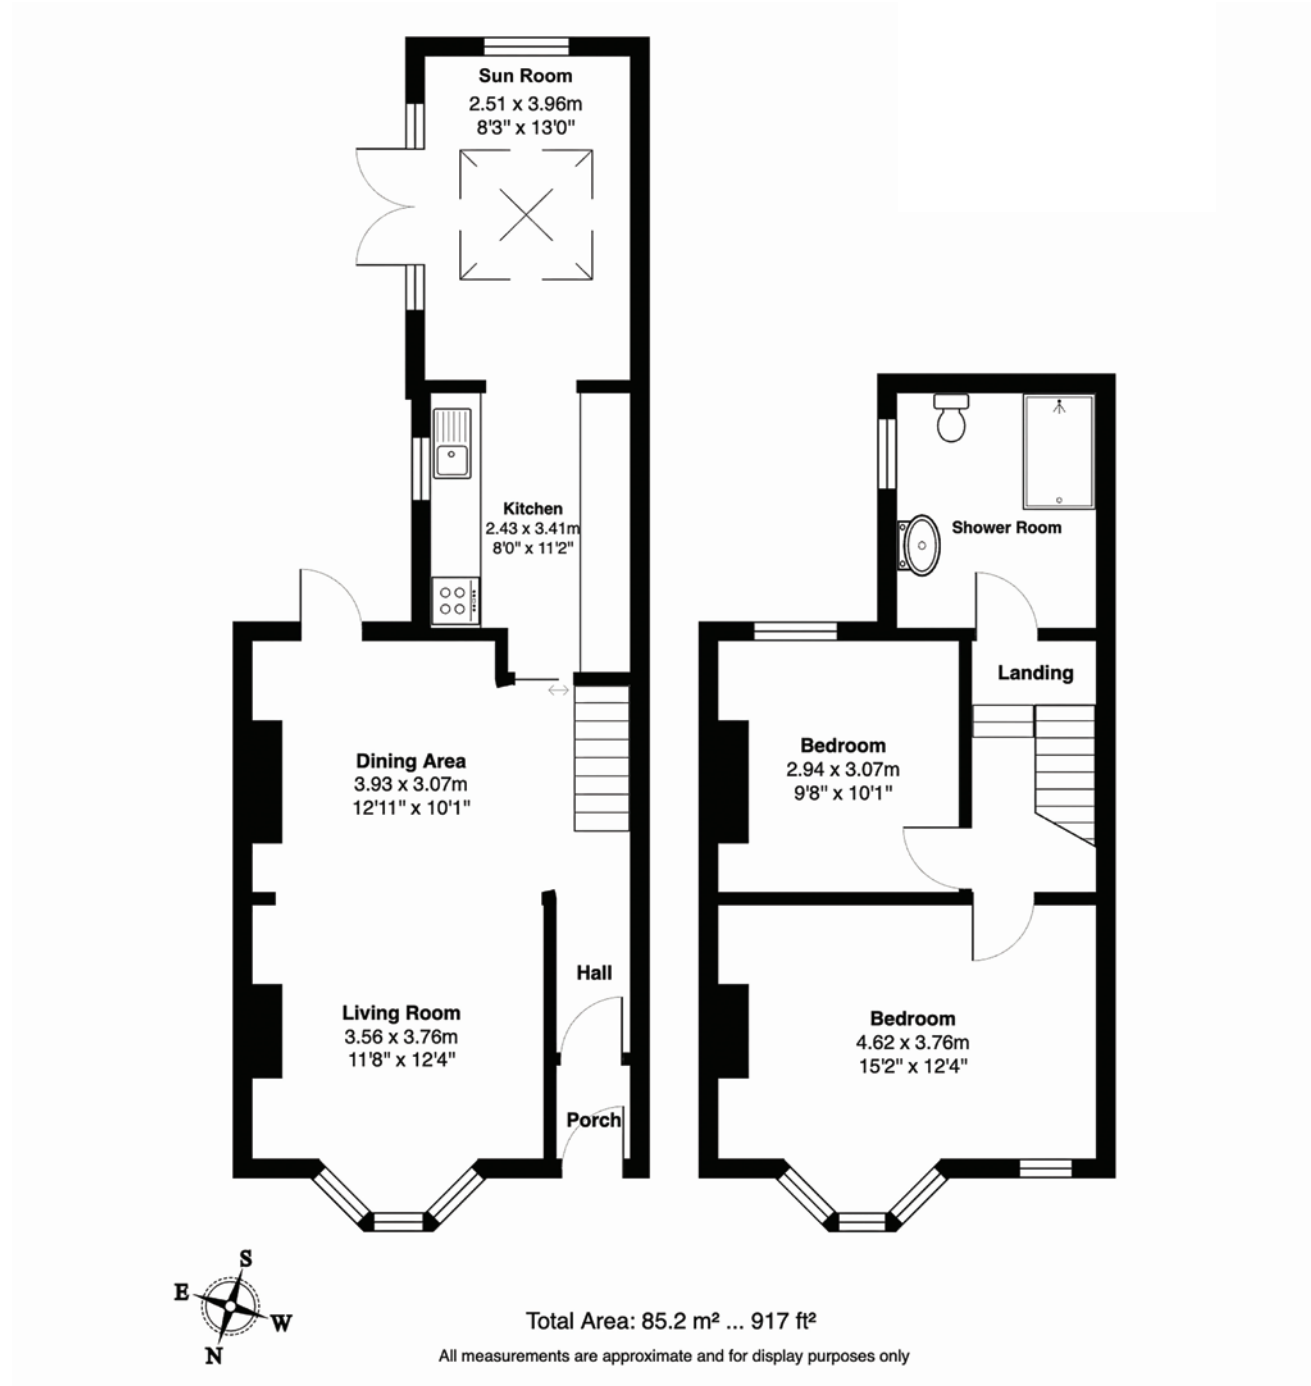 Sun Room
2.51 x 3.96m
8'3" x 13'0"
Kitchen
2.43 x 3.41m
8'0" x 11'2"
Dining Area
3.93 x 3.07m
12'11" x 10'1"
Hall
Living Room
3.56 x 3.76m
11'8" x 12'4"
Porch
Shower Room
Landing
Bedroom
2.94 x 3.07m
9'8" x 10'1"
Bedroom
4.62 x 3.76m
15'2" x 12'4"
S
E
W
N
Total Area: 85.2 m² ... 917 ft²
All measurements are approximate and for display purposes only